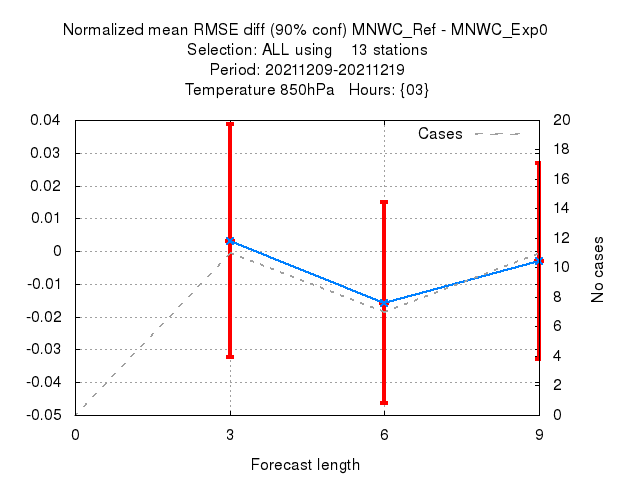 Normalized mean RMSE diff (90% conf) MNWC_Ref - MNWC_Exp0
Selection: ALL using    13 stations
Period: 20211209-20211219
Temperature 850hPa   Hours: {03}
Cases
0.04
0.03
0.02
0.01
0
-0.01
-0.02
-0.03
-0.04
-0.05
20
18
16
14
12
10
8
6
4
2
0
No cases
0 3 6 9
Forecast length